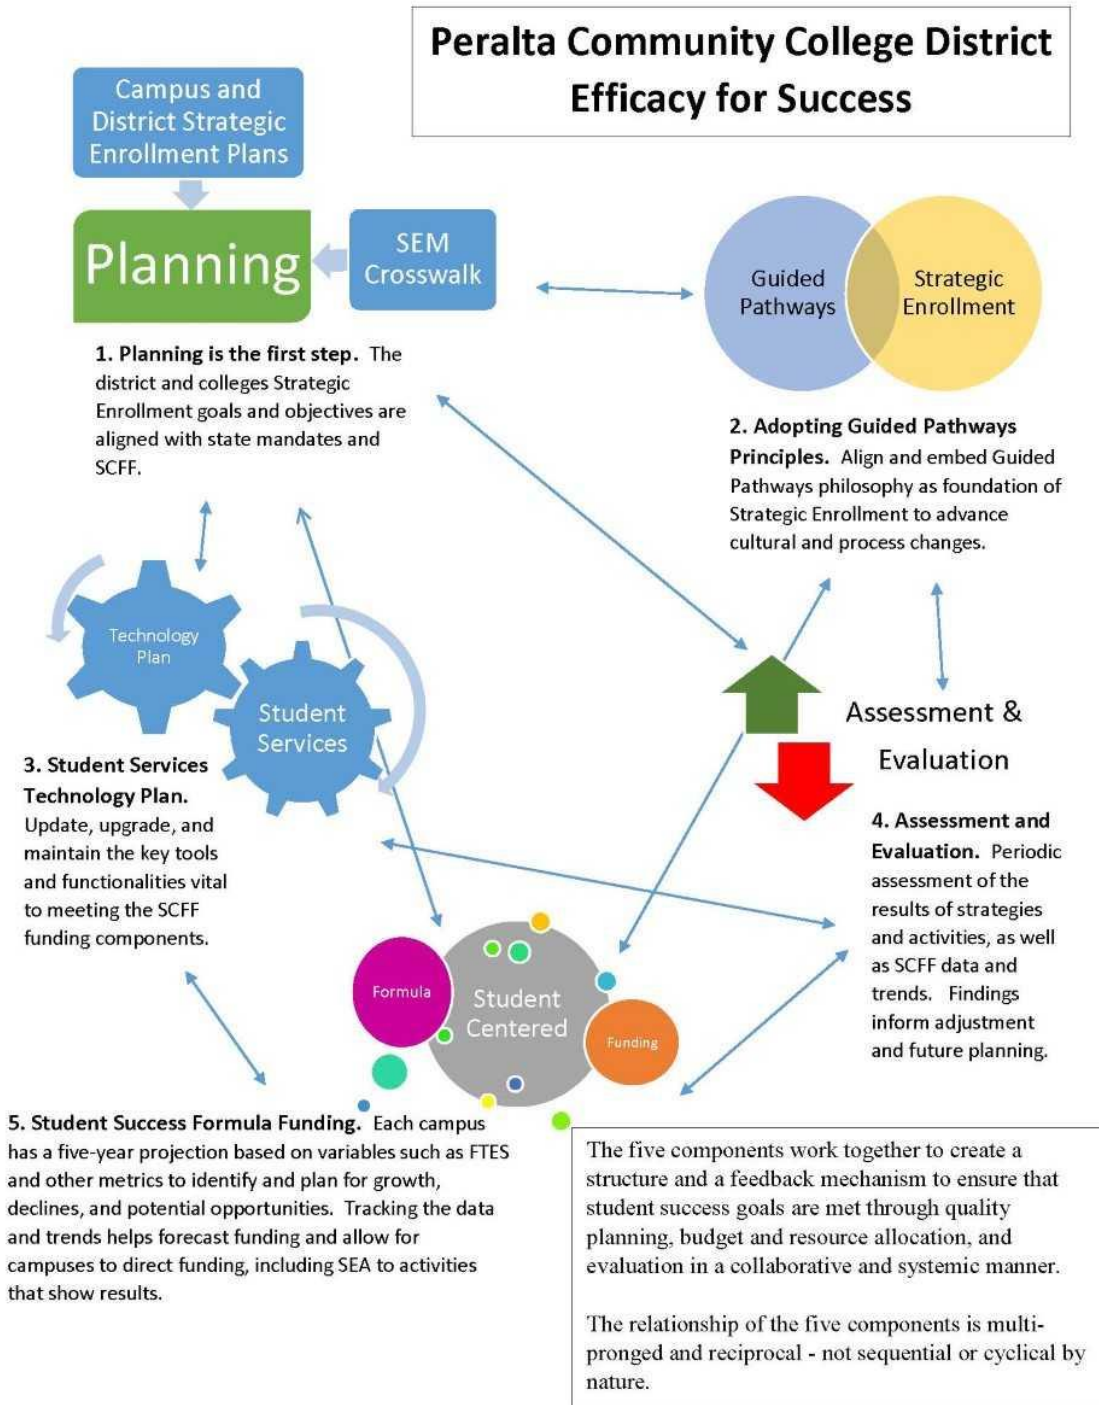 Peralta Community College District
Efficacy for Success
Campus and
District Strategic
Enrollment Plans
Planning
SEM
Crosswalk
Guided
Pathways
Strategic
Enrollment
1. Planning is the first step. The
district and colleges Strategic
Enrollment goals and objectives are
aligned with state mandates and
SCFF.
2. Adopting Guided Pathways
Principles. Align and embed Guided
Pathways philosophy as foundation of
Strategic Enrollment to advance
cultural and process changes.
Technology
Plan
Student
Services
3. Student Services
Technology Plan.
Update, upgrade, and
maintain the key tools
and functionalities vital
to meeting the SCFF
funding components.
Assessment &
Evaluation
4. Assessment and
Evaluation. Periodic
assessment of the
results of strategies
and activities, as well
as SCFF data and
trends. Findings
inform adjustment
and future planning.
Formula
Student
Centered
Funding
5. Student Success Formula Funding. Each campus
has a five-year projection based on variables such as FTES
and other metrics to identify and plan for growth,
declines, and potential opportunities. Tracking the data
and trends helps forecast funding and allow for
campuses to direct funding, including SEA to activities
that show results.
The five components work together to create a
structure and a feedback mechanism to ensure that
student success goals are met through quality
planning, budget and resource allocation, and
evaluation in a collaborative and systemic manner.
The relationship of the five components is multi-
pronged and reciprocal - not sequential or cyclical by
nature.